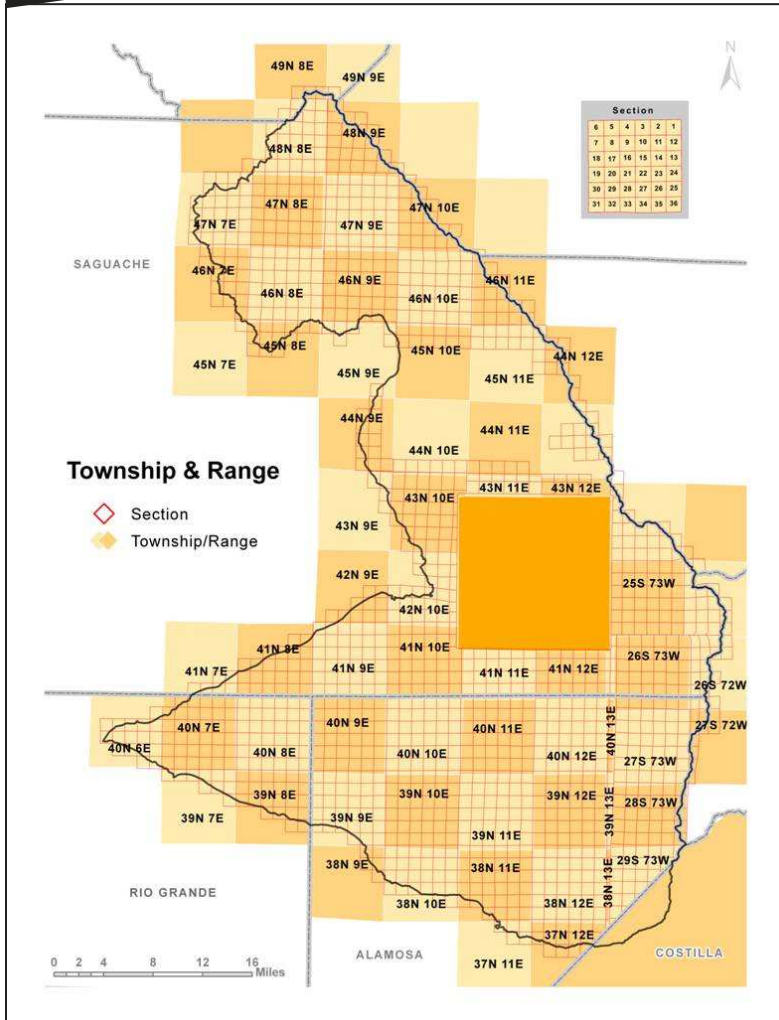 49N 8E
49N 9E
N
Section
6 5 4 3 2 1
7 8 9 10 11 12
18 17 16 15 14 13
19 20 21 22 23 24
30 29 28 27 26 25
31 32 33 34 35 36
48N 9E
48N 8E
47N 8E
47N 10E
47N 7E
47N 9E
SAGUACHE
46N 7E
46N 9E
46N 11E
46N 8E
46N 10E
45N 8E
45N 10E
44N 12E
45N 7E
45N 9E
45N 11E
44N 9E
44N 11E
44N 10E
Township & Range
Section
Township/Range
43N 11E
43N 12E
43N 10E
43N 9E
42N 9E
25S 73W
42N 10E
41N 8E
41N 10E
26S 73W
41N 7E
41N 9E
41N 11E
41N 12E
26S 72W
40N 7E
40N 9E
40N 11E
40N 13E
27S 72W
40N 6E
40N 8E
40N 10E
40N 12E
27S 73W
39N 8E
39N 10E
39N 12E
39N 13E
28S 73W
39N 7E
39N 9E
39N 11E
38N 9E
38N 11E
38N 13E
29S 73W
RIO GRANDE
38N 10E
38N 12E
37N 12E
ALAMOSA
37N 11E
COSTILLA
0 2 4 8 12 16
Miles